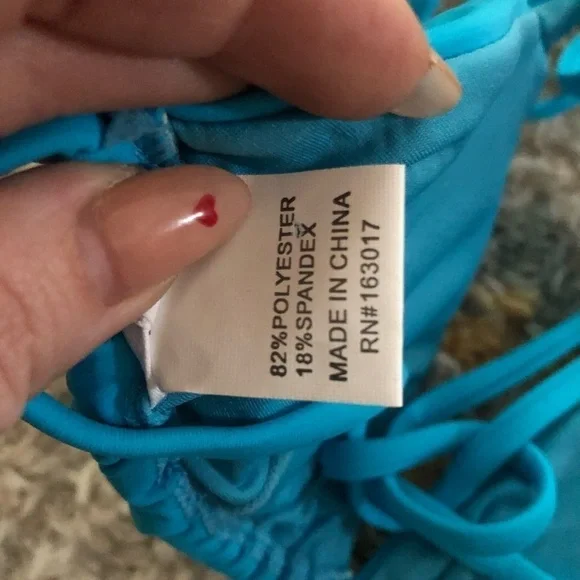 82%POLYESTER
18%SPANDEX
MADE IN CHINA
RN#163017